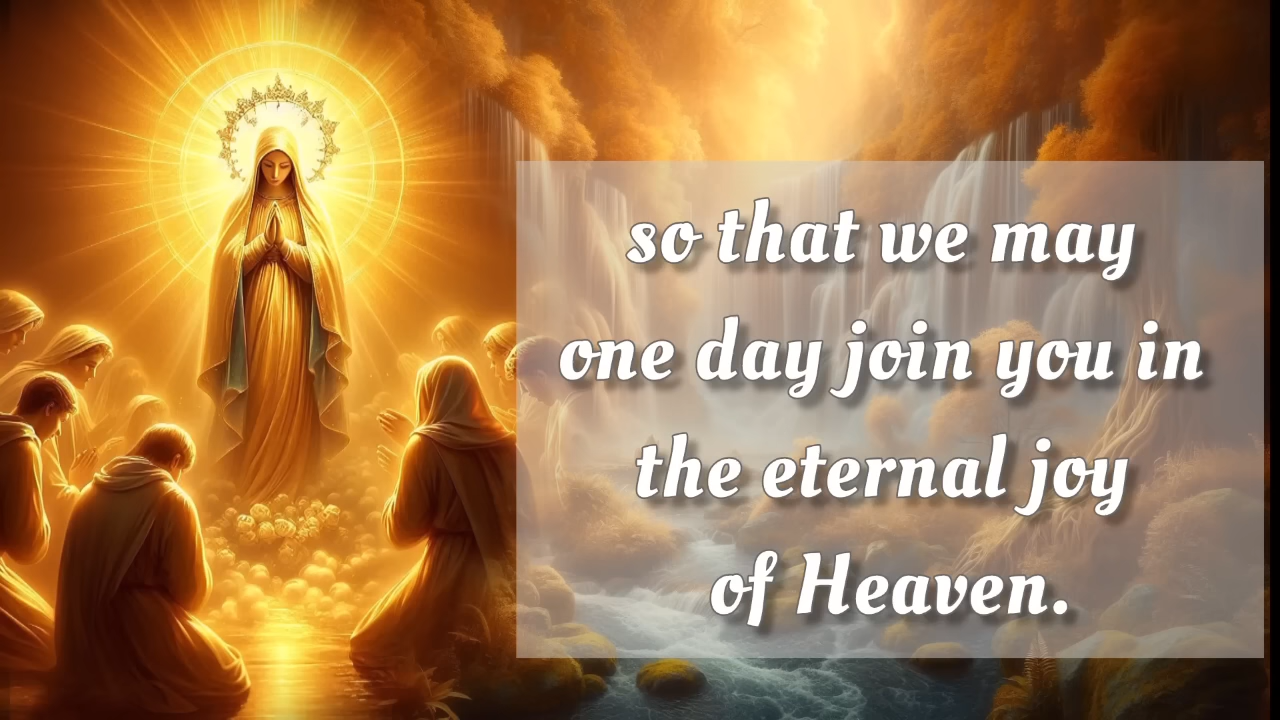 so that we may
one day join you in
the eternal joy
of Heaven.